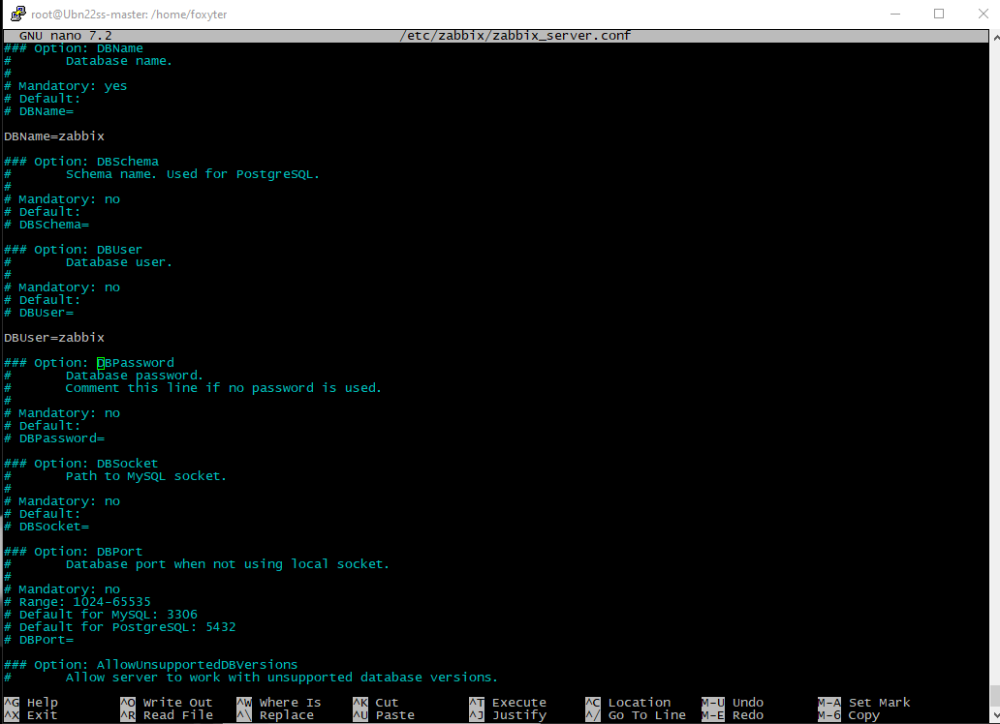 root@Ubn22ss-master: /home/foxyter
GNU nano 7.2 /etc/zabbix/zabbix_server.conf
### Option: DBName
# Database name.
#
# Mandatory: yes
# Default:
# DBName=
DBName=zabbix
### Option: DBSchema
# Schema name. Used for PostgreSQL.
#
# Mandatory: no
# Default:
# DBSchema=
### Option: DBUser
# Database user.
#
# Mandatory: no
# Default:
# DBUser=
DBUser=zabbix
### Option: DBPassword
# Database password.
# Comment this line if no password is used.
#
# Mandatory: no
# Default:
# DBPassword=
### Option: DBSocket
# Path to MySQL socket.
#
# Mandatory: no
# Default:
# DBSocket=
### Option: DBPort
# Database port when not using local socket.
#
# Mandatory: no
# Range: 1024-65535
# Default for MySQL: 3306
# Default for PostgreSQL: 5432
# DBPort=
### Option: AllowUnsupportedDBVersions
# Allow server to work with unsupported database versions.
^G Help ^O Write Out ^W Where Is ^K Cut ^T Execute ^C Location M-U Undo M-A Set Mark
^X Exit ^R Read File ^\ Replace ^U Paste ^J Justify ^/ Go To Line M-E Redo M-6 Copy